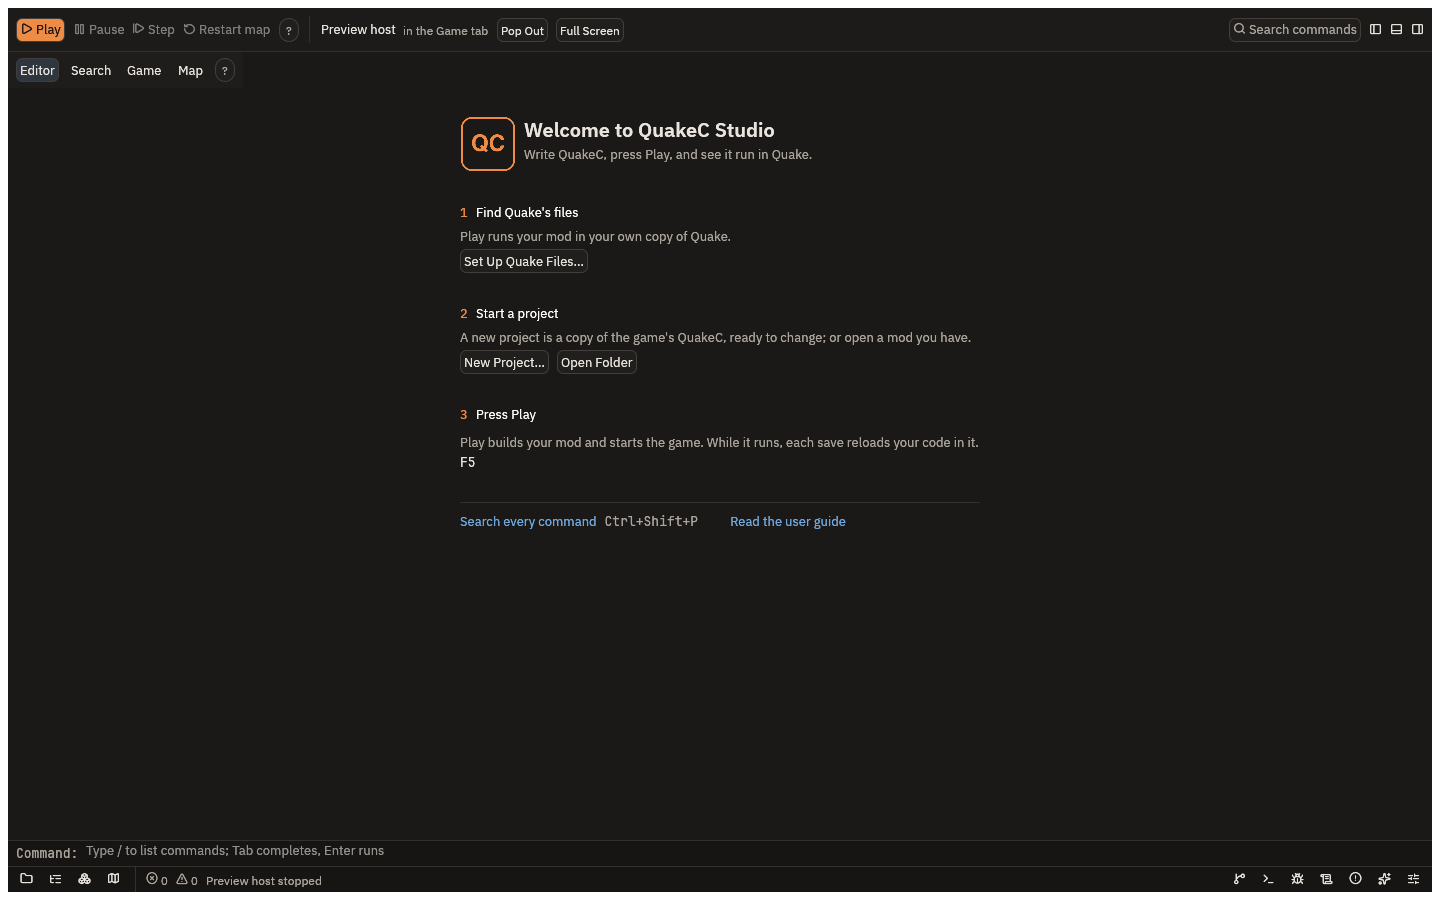 Play Pause Step Restart map ? Preview host in the Game tab Pop Out Full Screen Search commands
Editor Search Game Map ?
QC
Welcome to QuakeC Studio
Write QuakeC, press Play, and see it run in Quake.
1 Find Quake's files
Play runs your mod in your own copy of Quake.
Set Up Quake Files...
2 Start a project
A new project is a copy of the game's QuakeC, ready to change; or open a mod you have.
New Project... Open Folder
3 Press Play
Play builds your mod and starts the game. While it runs, each save reloads your code in it.
F5
Search every command Ctrl+Shift+P Read the user guide
Command: Type / to list commands; Tab completes, Enter runs
0 0 Preview host stopped